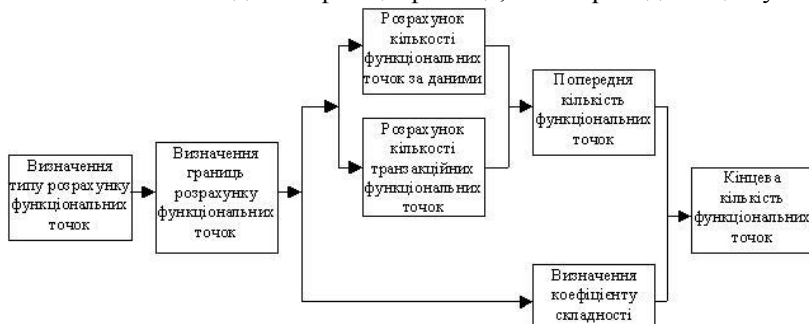 Розрахунок
кількості
функціональних
точок за даними
Попередня
кількість
функціональних
точок
Визначення
типу розрахунку
функціональних
точок
Визначення
границь
розрахунку
функціональних
точок
Розрахунок
кількості
транзакційних
функціональних
точок
Кінцева
кількість
функціональних
точок
Визначення
коефіцієнту
складності